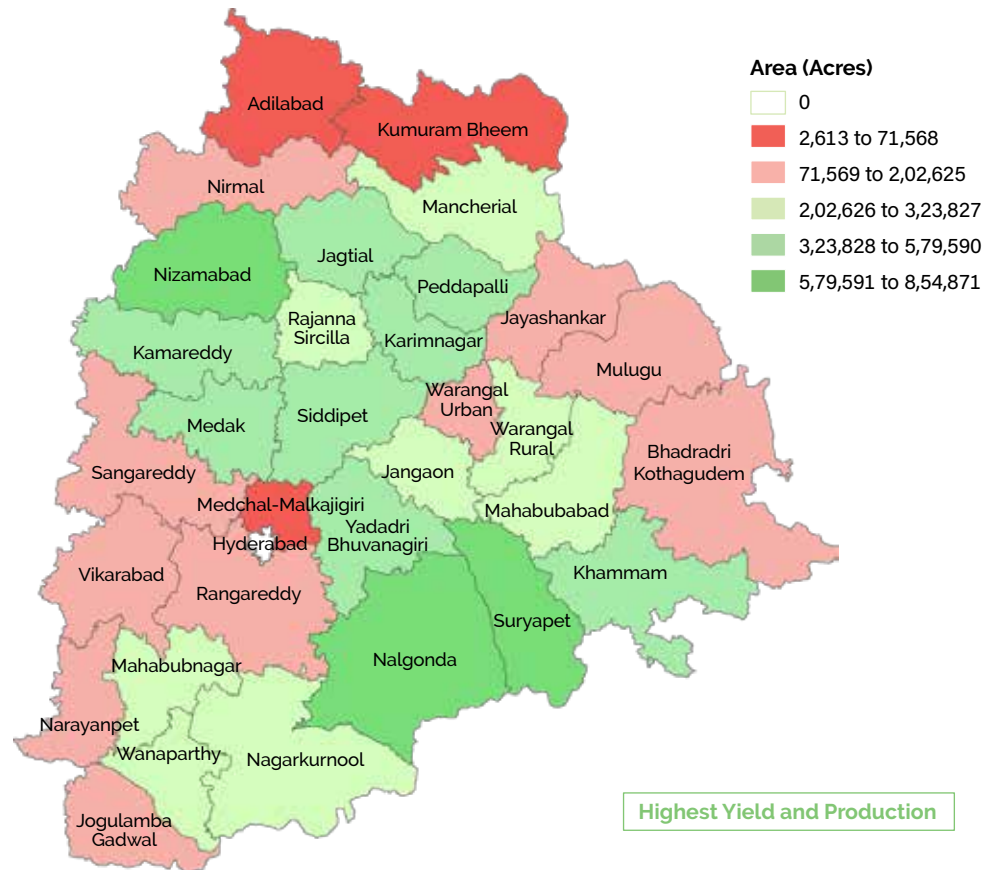 Area (Acres)
0
2,613 to 71,568
71,569 to 2,02,625
2,02,626 to 3,23,827
3,23,828 to 5,79,590
5,79,591 to 8,54,871
Adilabad
Kumuram Bheem
Nirmal
Mancherial
Jagtial
Nizamabad
Peddapalli
Rajanna
Sircilla
Jayashankar
Karimnagar
Kamareddy
Mulugu
Warangal
Urban
Siddipet
Medak
Warangal
Rural
Bhadradri
Kothagudem
Sangareddy
Jangaon
Medchal-Malkajigiri
Mahabubabad
Yadadri
Bhuvanagiri
Hyderabad
Vikarabad
Khammam
Rangareddy
Suryapet
Nalgonda
Mahabubnagar
Narayanpet
Wanaparthy
Nagarkurnool
Jogulamba
Gadwal
Highest Yield and Production